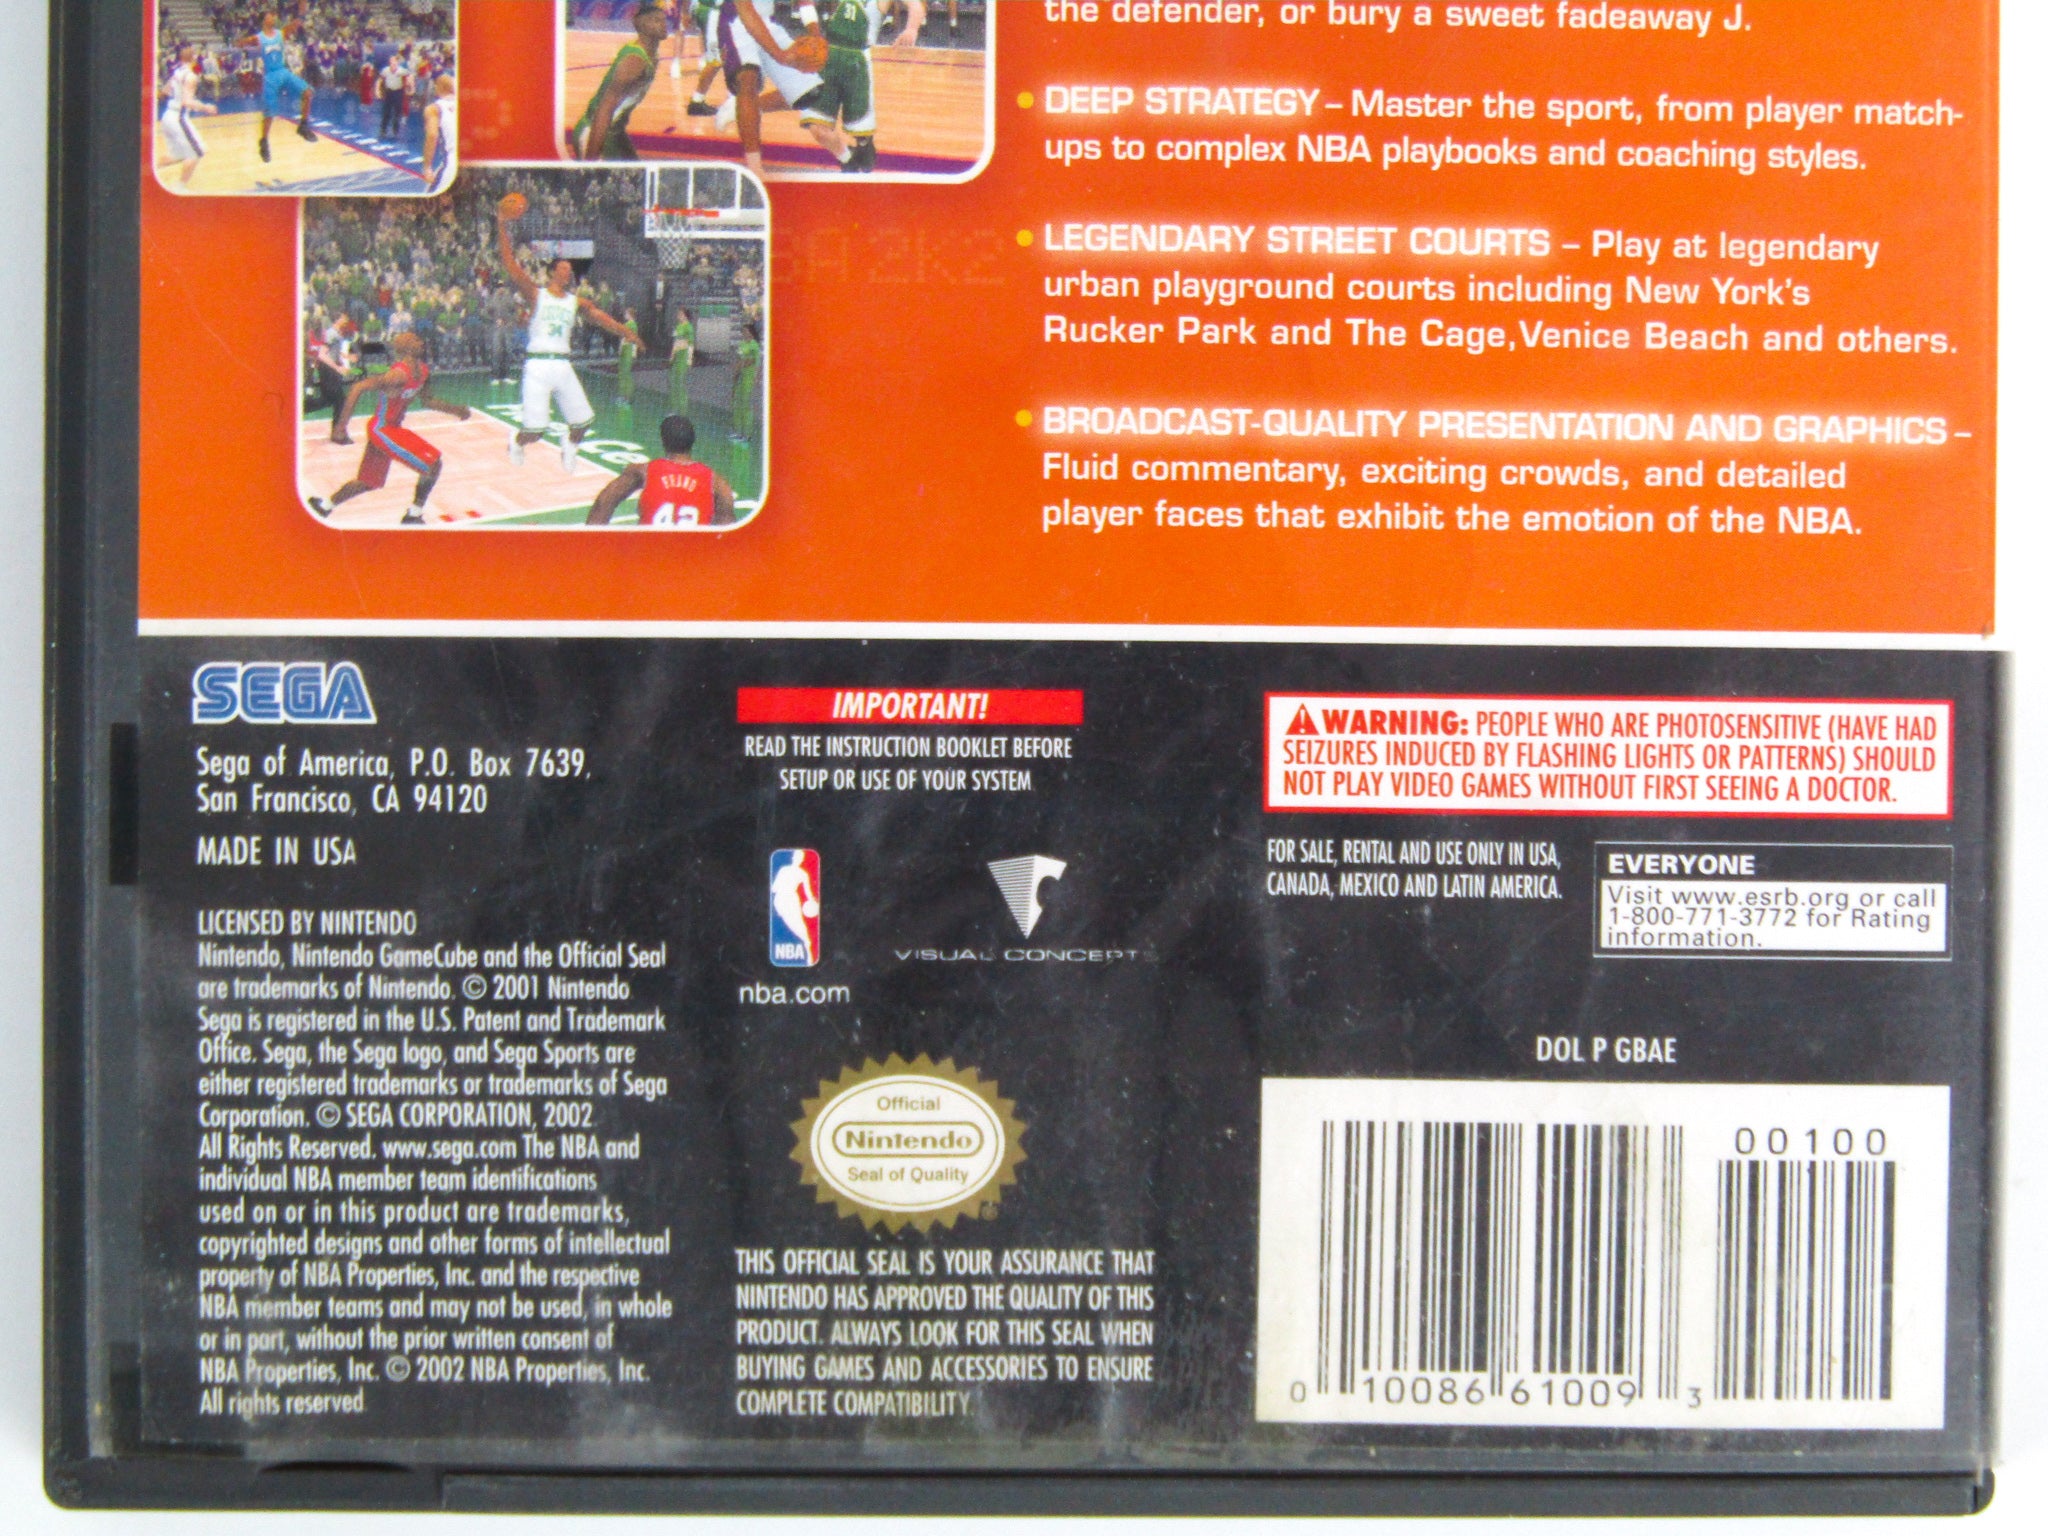 the defender, or bury a sweet fadeaway J.
• DEEP STRATEGY – Master the sport, from player match-
ups to complex NBA playbooks and coaching styles.
• LEGENDARY STREET COURTS – Play at legendary
urban playground courts including New York's
Rucker Park and The Cage,Venice Beach and others.
• BROADCAST-QUALITY PRESENTATION AND GRAPHICS –
Fluid commentary, exciting crowds, and detailed
player faces that exhibit the emotion of the NBA.
31
34
BRAND
42
BA 2K2
SEGA
Sega of America, P.O. Box 7639,
San Francisco, CA 94120
MADE IN USA
LICENSED BY NINTENDO
Nintendo, Nintendo GameCube and the Official Seal
are trademarks of Nintendo. © 2001 Nintendo
Sega is registered in the U.S. Patent and Trademark
Office. Sega, the Sega logo, and Sega Sports are
either registered trademarks or trademarks of Sega
Corporation. © SEGA CORPORATION, 2002.
All Rights Reserved. www.sega.com The NBA and
individual NBA member team identifications
used on or in this product are trademarks,
copyrighted designs and other forms of intellectual
property of NBA Properties, Inc. and the respective
NBA member teams and may not be used, in whole
or in part, without the prior written consent of
NBA Properties, Inc. © 2002 NBA Properties, Inc.
All rights reserved
IMPORTANT!
READ THE INSTRUCTION BOOKLET BEFORE
SETUP OR USE OF YOUR SYSTEM
NBA
nba.com
VISUAL CONCEPTS
Official
Nintendo
Seal of Quality
®
THIS OFFICIAL SEAL IS YOUR ASSURANCE THAT
NINTENDO HAS APPROVED THE QUALITY OF THIS
PRODUCT. ALWAYS LOOK FOR THIS SEAL WHEN
BUYING GAMES AND ACCESSORIES TO ENSURE
COMPLETE COMPATIBILITY.
WARNING: PEOPLE WHO ARE PHOTOSENSITIVE (HAVE HAD
SEIZURES INDUCED BY FLASHING LIGHTS OR PATTERNS) SHOULD
NOT PLAY VIDEO GAMES WITHOUT FIRST SEEING A DOCTOR.
FOR SALE, RENTAL AND USE ONLY IN USA,
CANADA, MEXICO AND LATIN AMERICA.
EVERYONE
Visit www.esrb.org or call
1-800-771-3772 for Rating
information.
DOL P GBAE
00100
0 10086 61009 3